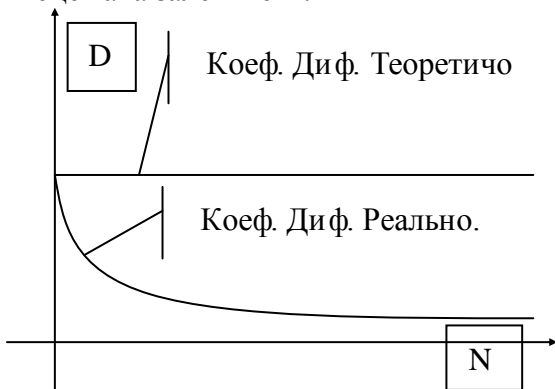 D
Коеф. Диф. Теоретичо
Коеф. Диф. Реально.
N